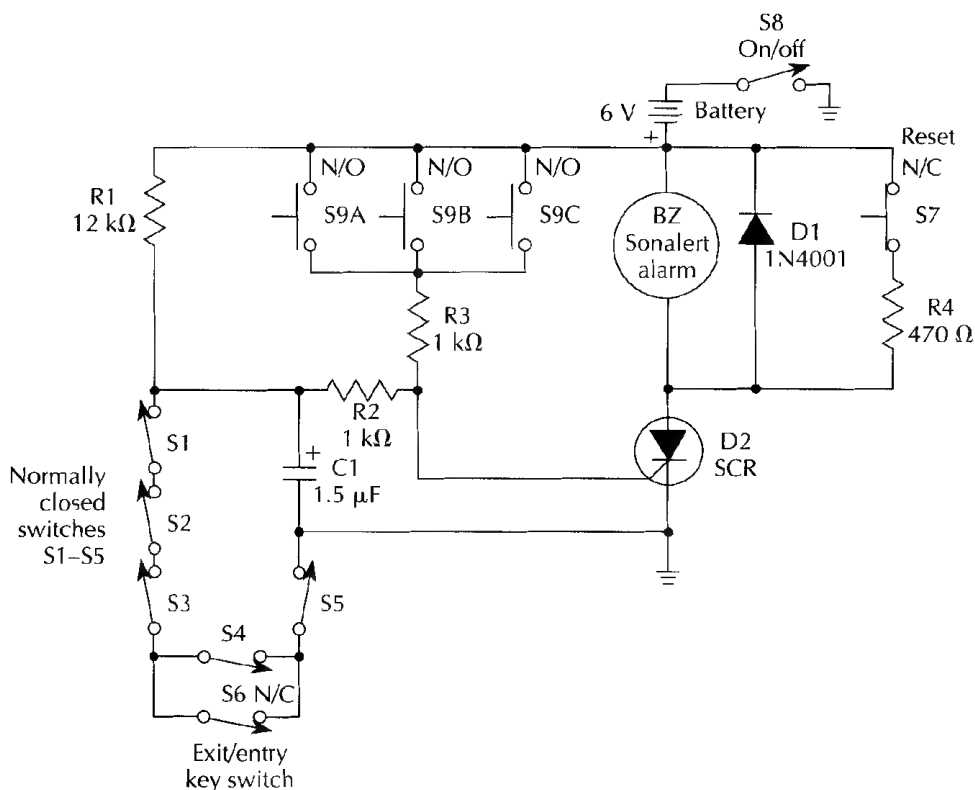 S8
On/off
6 V
Battery
+
Reset
N/O
N/O
N/O
N/C
R1
12 kΩ
S9A
S9B
S9C
BZ
Sonalert
alarm
D1
1N4001
S7
R3
1 kΩ
R4
470 Ω
R2
1 kΩ
S1
+
C1
1.5 µF
D2
SCR
Normally
closed
switches
S1–S5
S2
S3
S5
S4
S6 N/C
Exit/entry
key switch